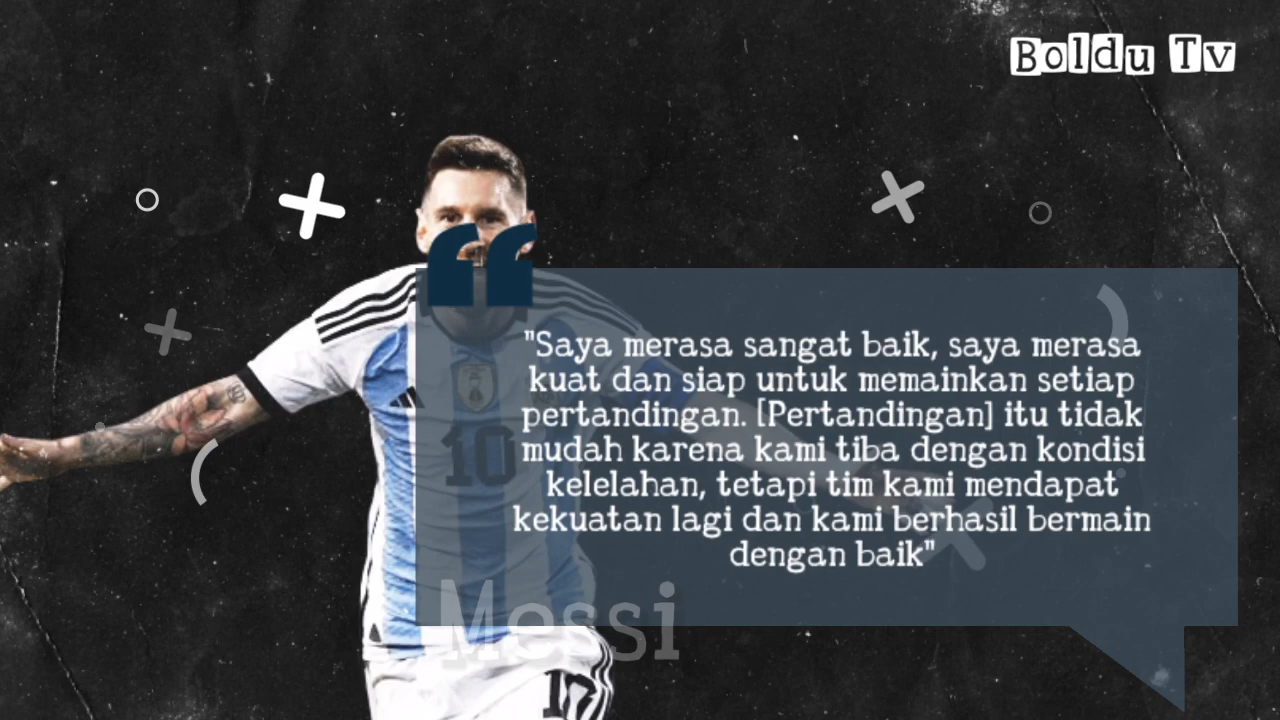 Boldu Tv
"Saya merasa sangat baik, saya merasa
kuat dan siap untuk memainkan setiap
pertandingan. [Pertandingan] itu tidak
mudah karena kami tiba dengan kondisi
kelelahan, tetapi tim kami mendapat
kekuatan lagi dan kami berhasil bermain
dengan baik"
10
Messi
10